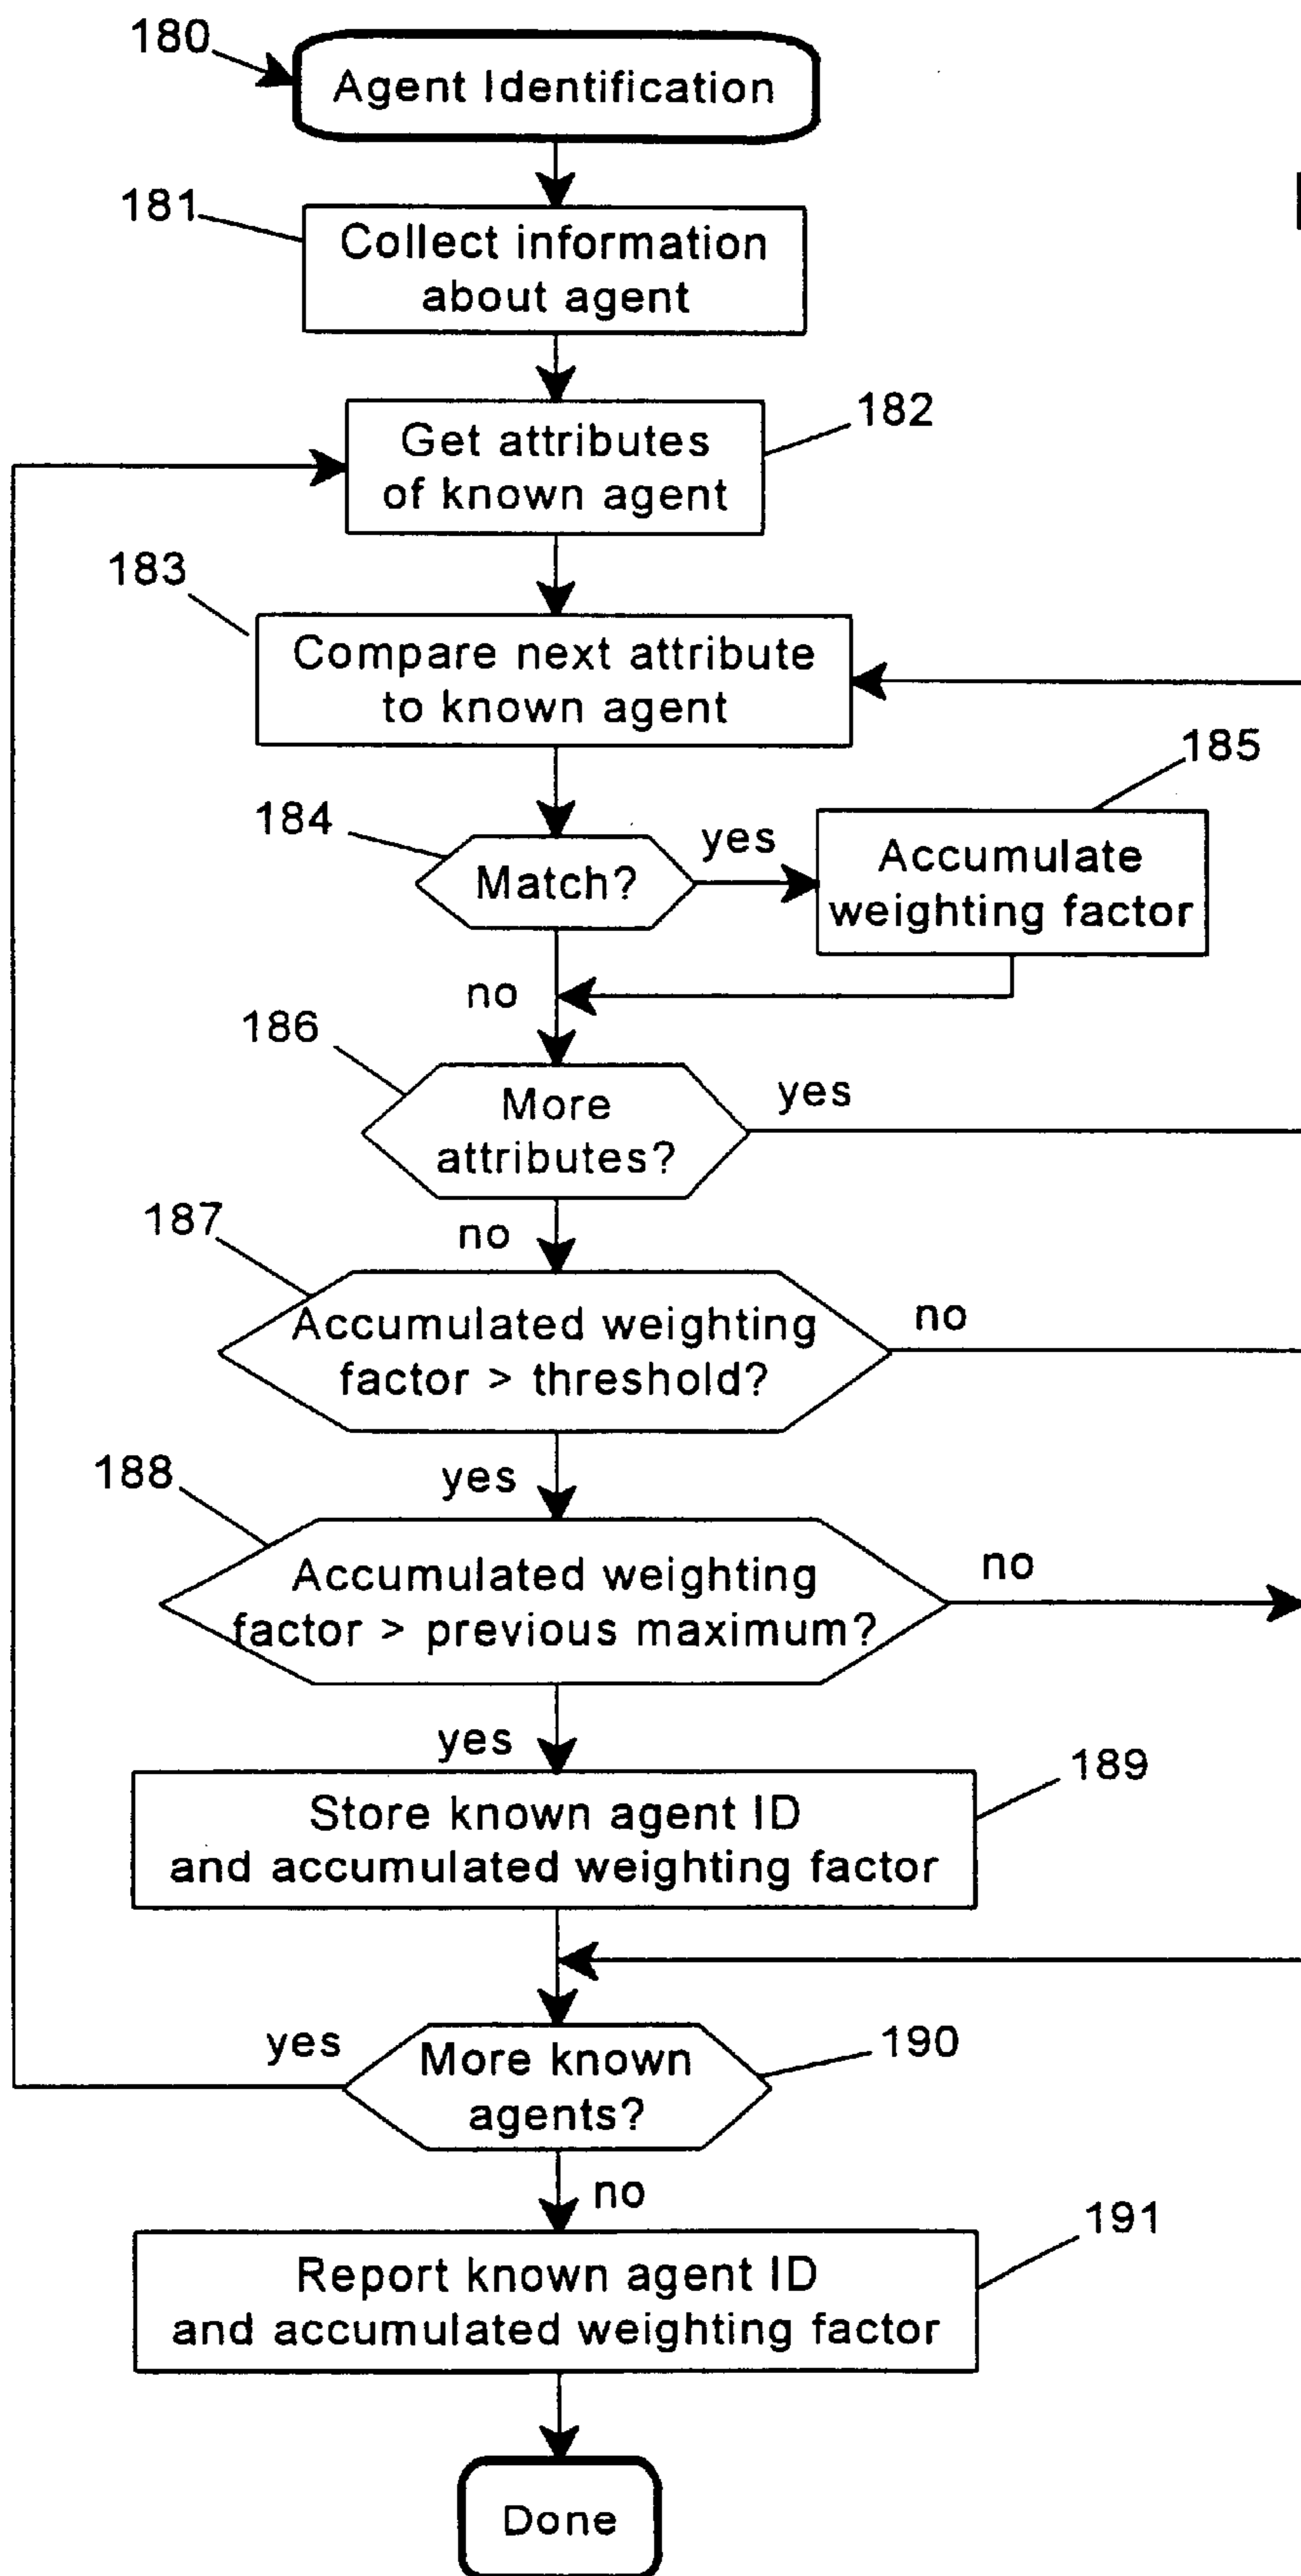 180
Agent Identification
181
Collect information
about agent
182
Get attributes
of known agent
183
Compare next attribute
to known agent
185
184
Match?
yes
Accumulate
weighting factor
no
186
More
attributes?
yes
187
no
Accumulated weighting
factor > threshold?
no
188
yes
Accumulated weighting
factor > previous maximum?
no
yes
189
Store known agent ID
and accumulated weighting factor
yes
More known
agents?
190
no
191
Report known agent ID
and accumulated weighting factor
Done